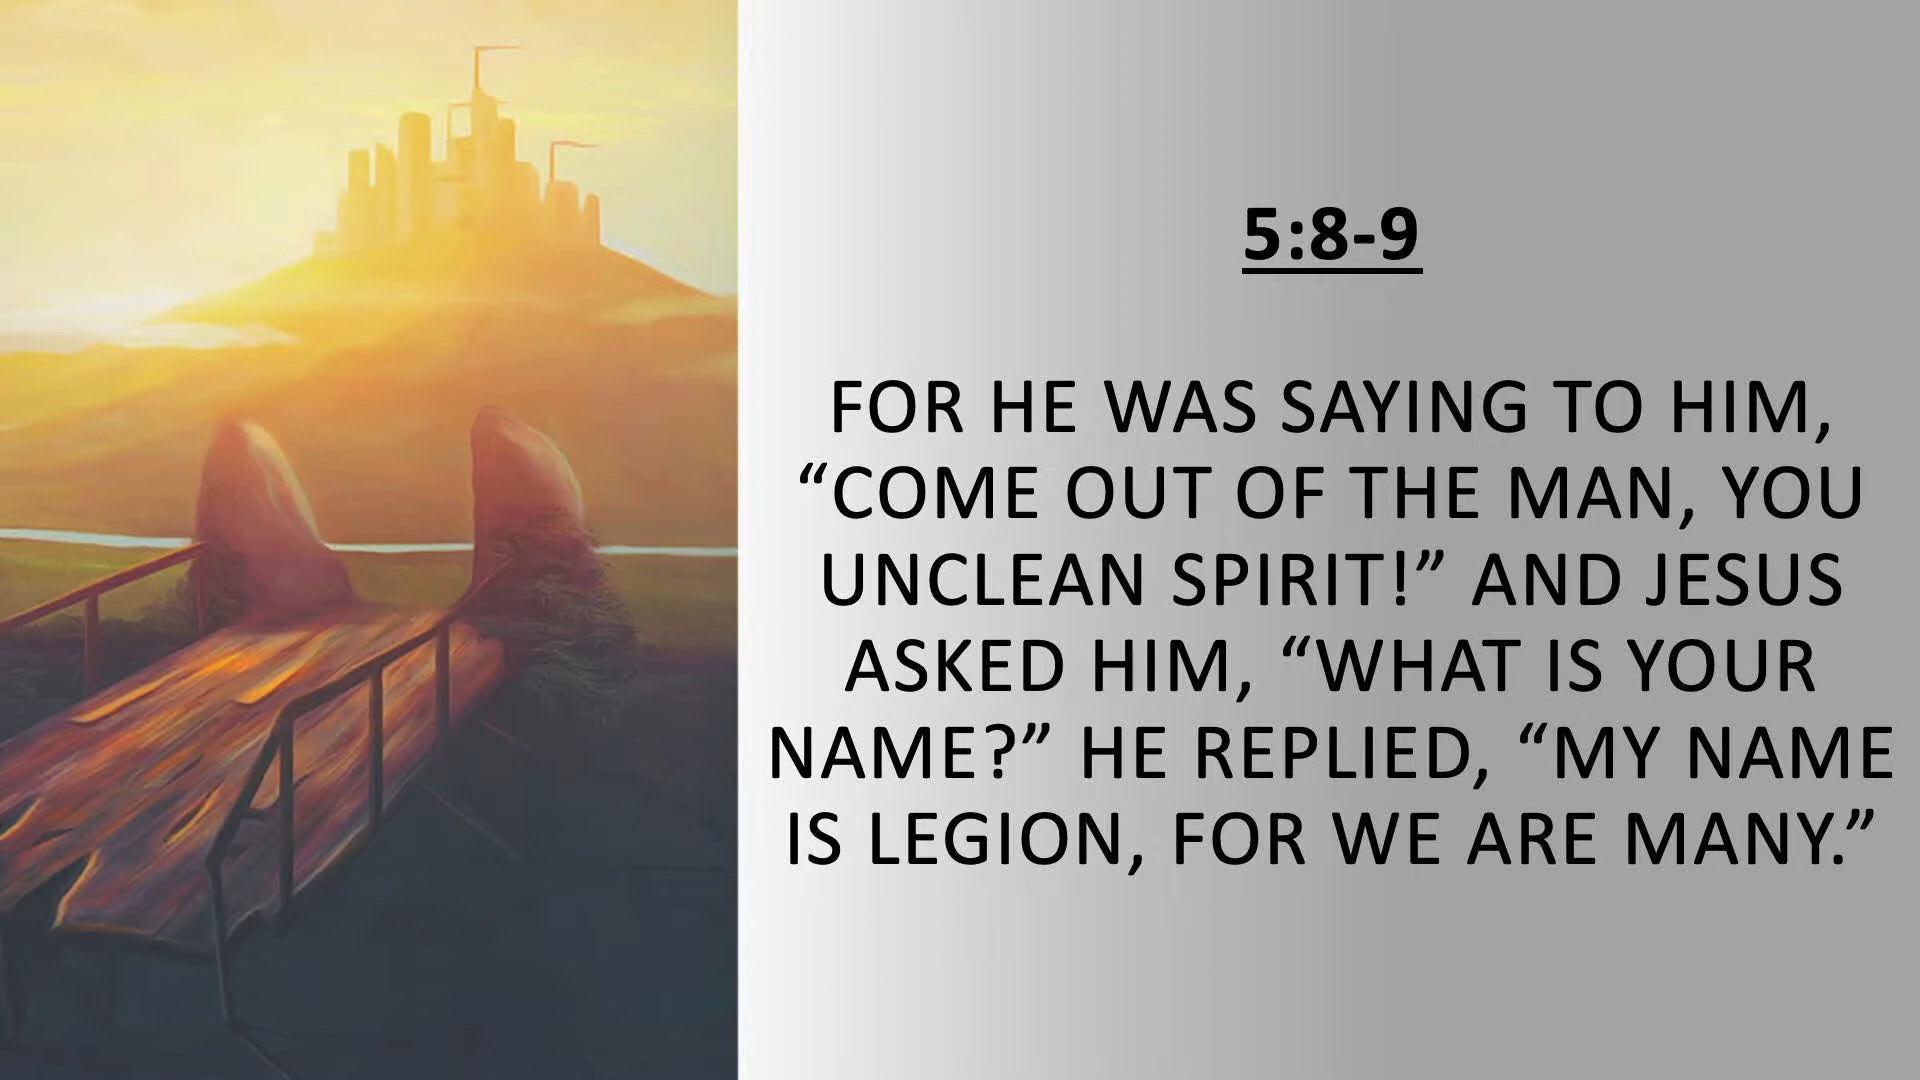 5:8-9
FOR HE WAS SAYING TO HIM,
“COME OUT OF THE MAN, YOU
UNCLEAN SPIRIT!” AND JESUS
ASKED HIM, “WHAT IS YOUR
NAME?” HE REPLIED, “MY NAME
IS LEGION, FOR WE ARE MANY.”